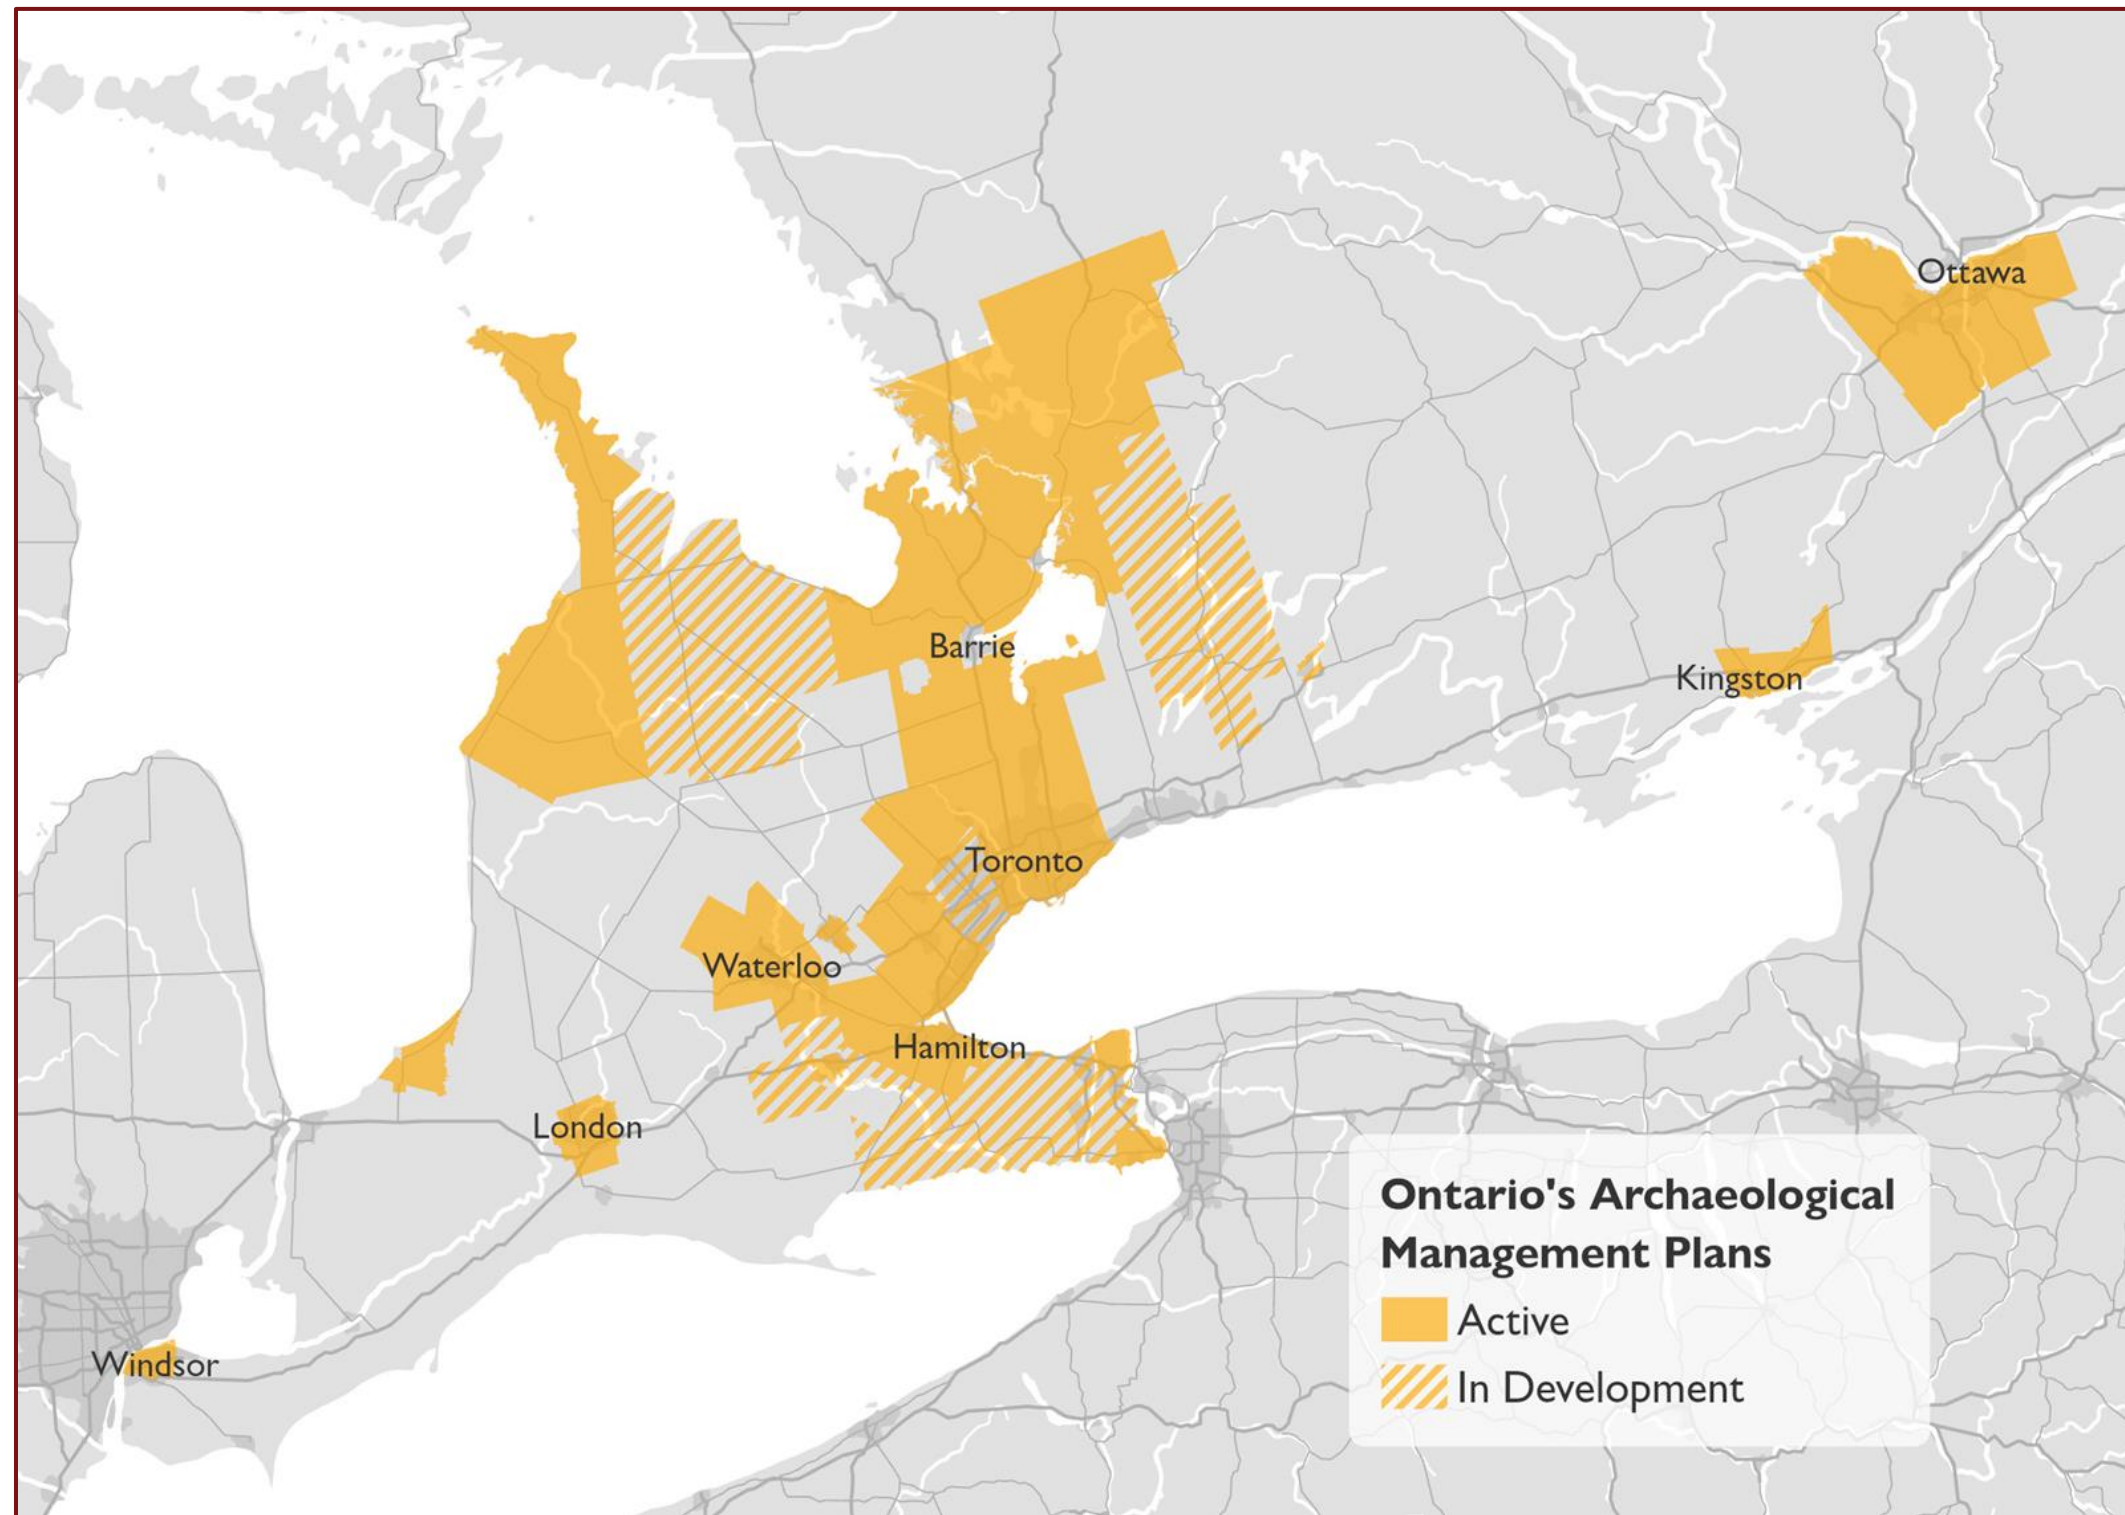 Ottawa
Barrie
Kingston
Toronto
Waterloo
Hamilton
London
Windsor
Ontario's Archaeological
Management Plans
Active
In Development